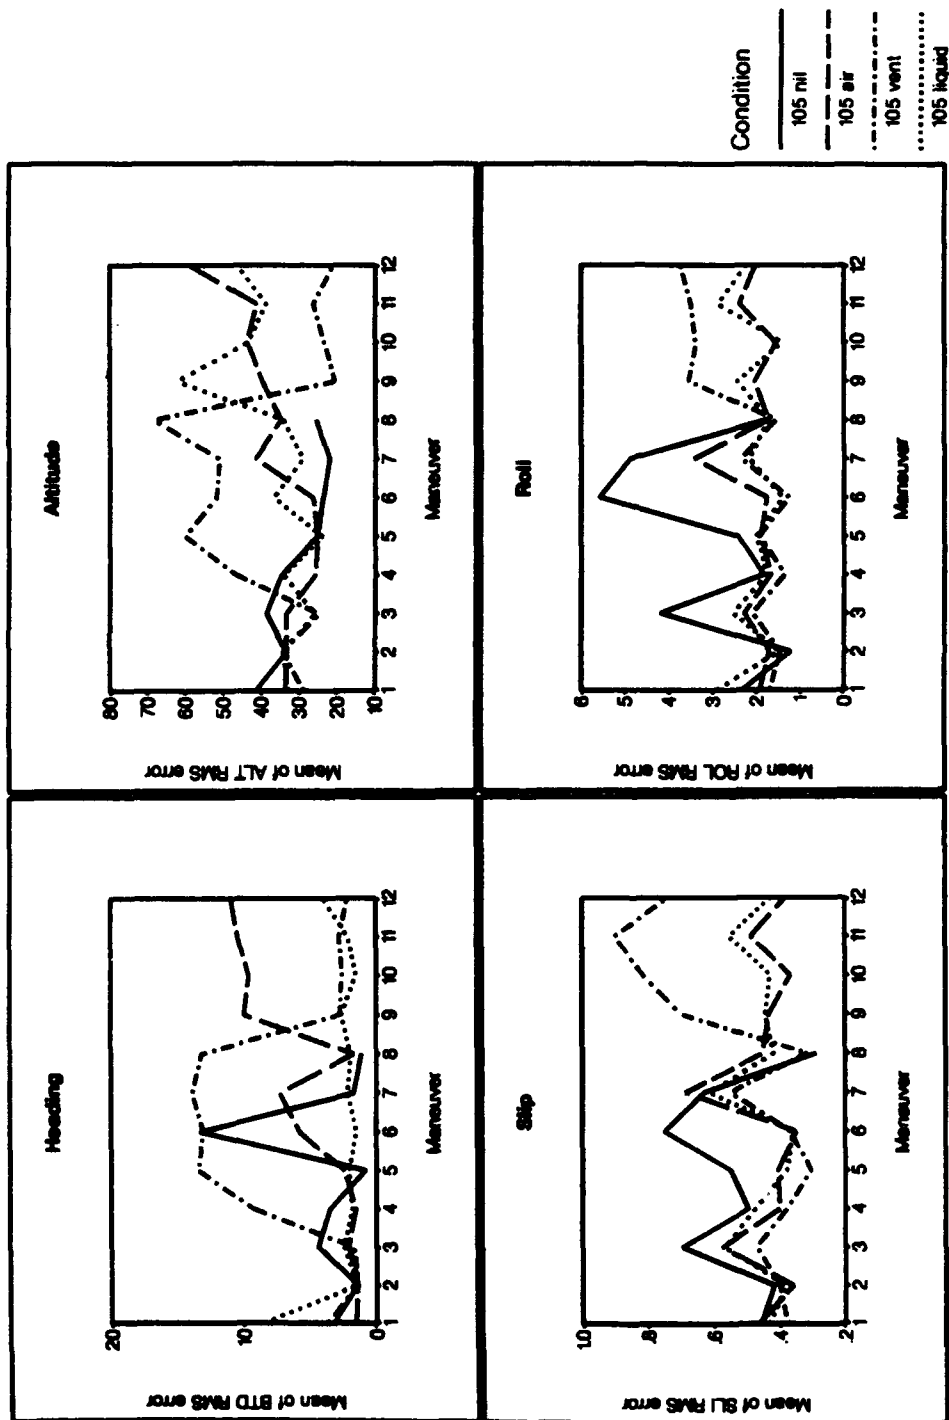 Heading
Mean of BTD RMS error
20
10
0
1 2 3 4 5 6 7 8 9 10 11 12
Maneuver
Altitude
Mean of ALT RMS error
80
70
60
50
40
30
20
10
1 2 3 4 5 6 7 8 9 10 11 12
Maneuver
Slip
Mean of SLI RMS error
1.0
.8
.6
.4
.2
1 2 3 4 5 6 7 8 9 10 11 12
Maneuver
Roll
Mean of ROL RMS error
6
5
4
3
2
1
0
1 2 3 4 5 6 7 8 9 10 11 12
Maneuver
Condition
105 nil
105 air
105 vent
105 liquid